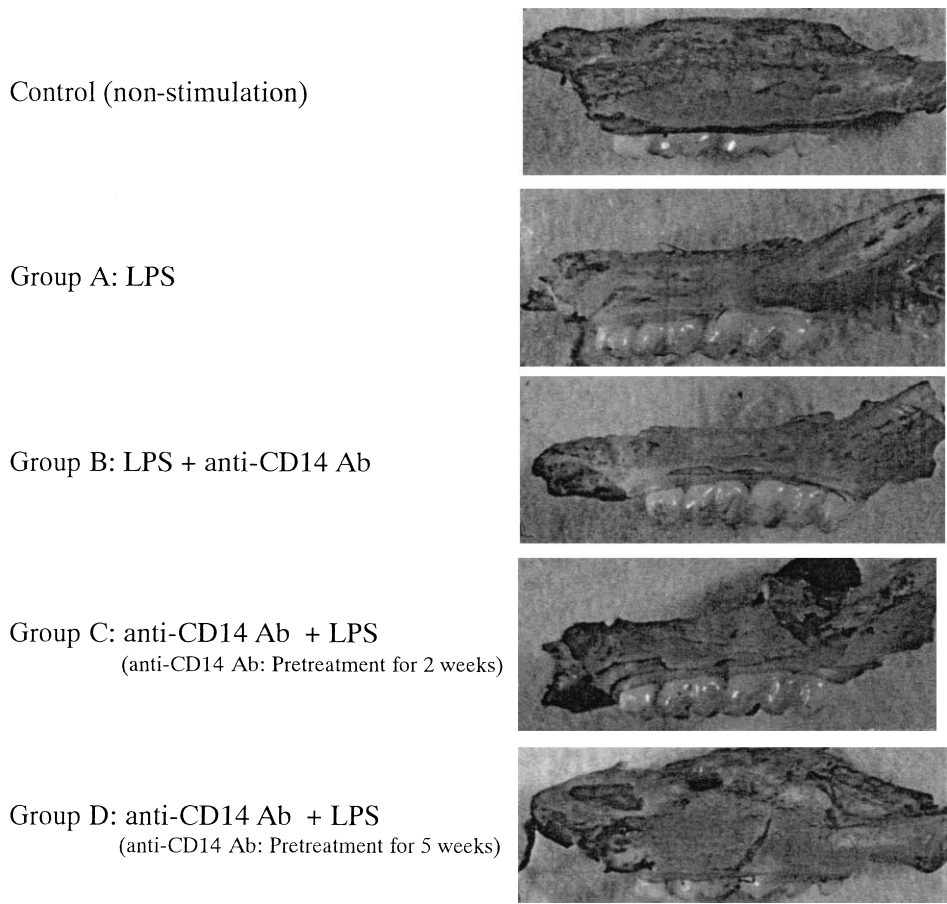 Control (non-stimulation)
Group A: LPS
Group B: LPS + anti-CD14 Ab
Group C: anti-CD14 Ab + LPS
(anti-CD14 Ab: Pretreatment for 2 weeks)
Group D: anti-CD14 Ab + LPS
(anti-CD14 Ab: Pretreatment for 5 weeks)